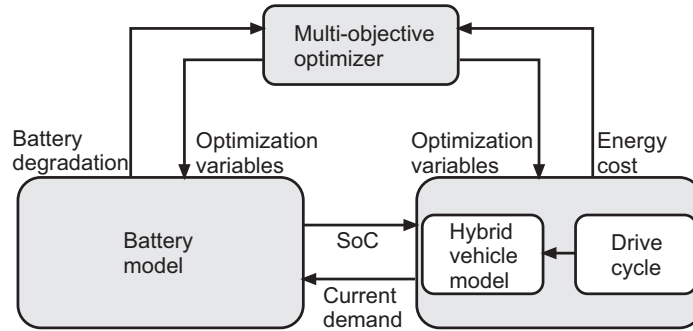 Multi-objective
optimizer
Battery
degradation
Optimization
variables
Optimization
variables
Energy
cost
Battery
model
SoC
Current
demand
Hybrid
vehicle
model
Drive
cycle